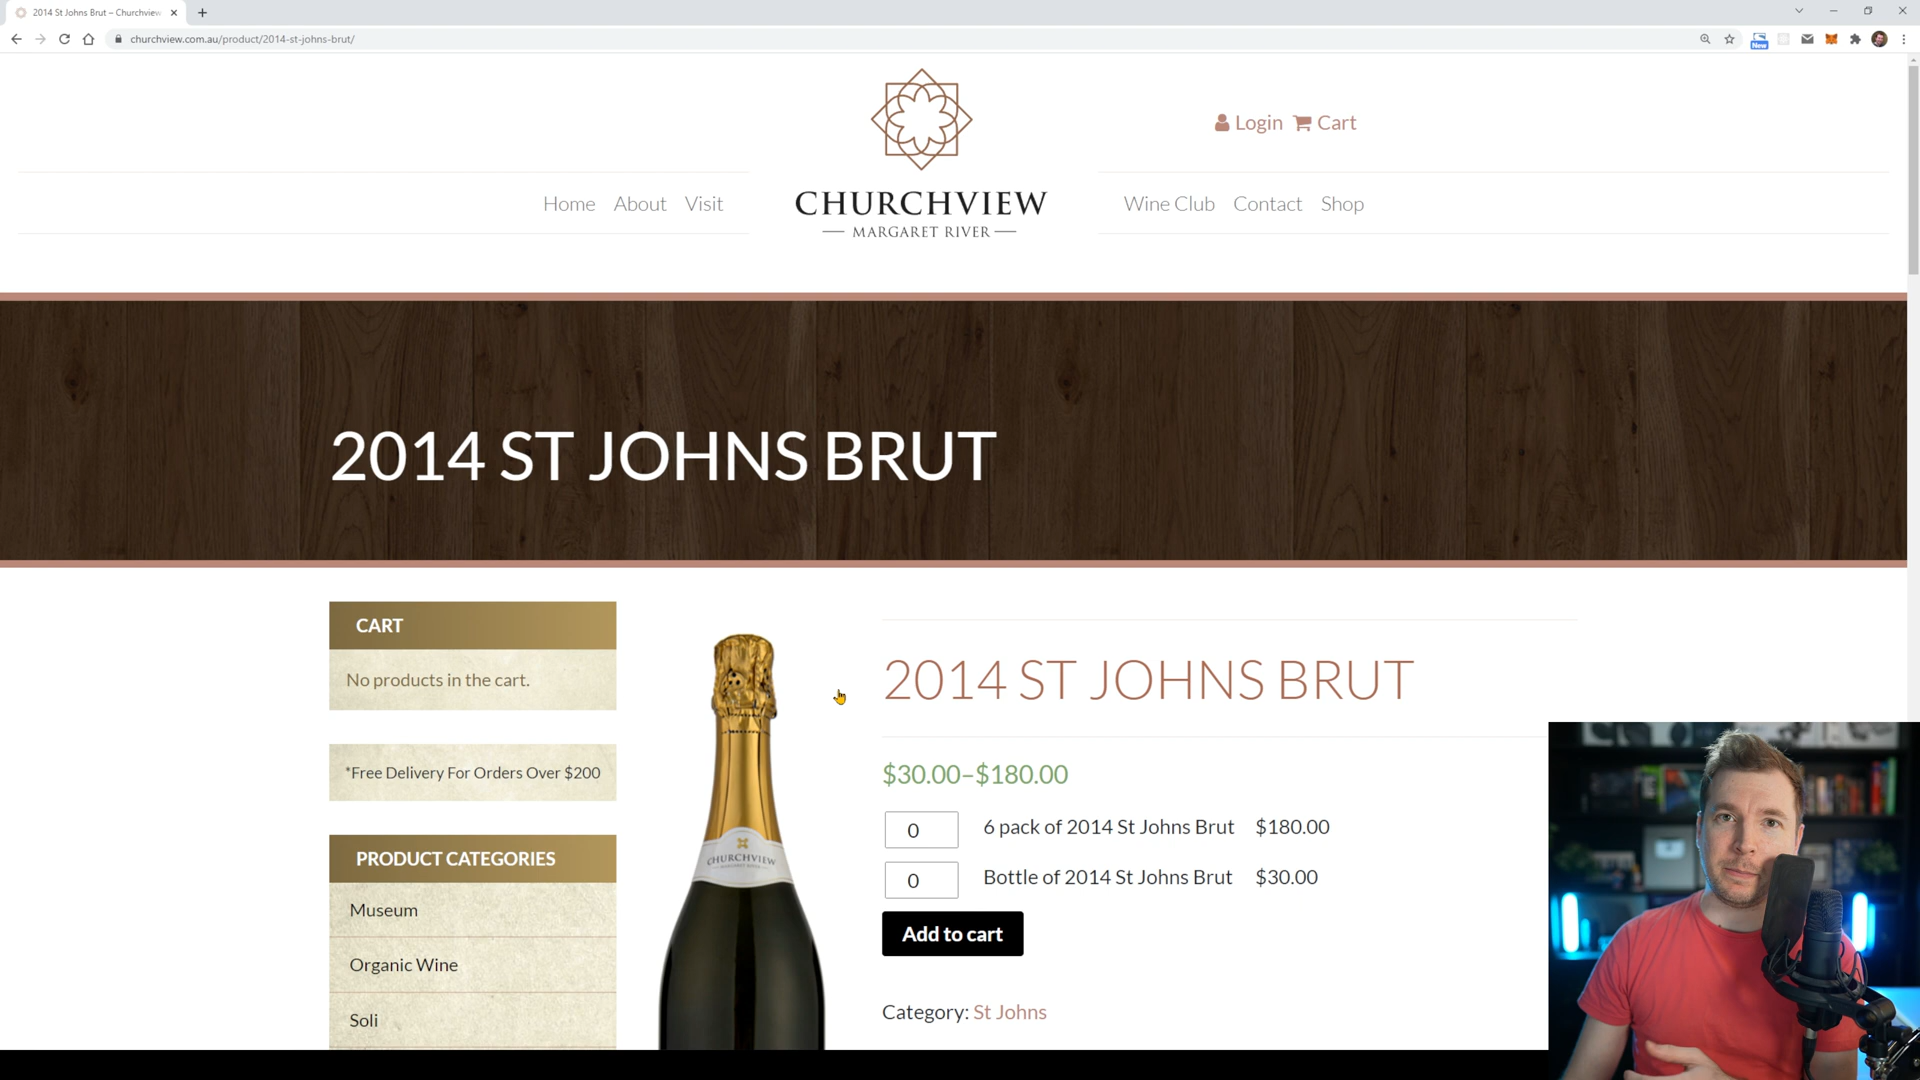 2014 St Johns Brut – Churchview
churchview.com.au/product/2014-st-johns-brut/
New
Login Cart
Home About Visit
CHURCHVIEW
MARGARET RIVER
Wine Club Contact Shop
2014 ST JOHNS BRUT
CART
No products in the cart.
*Free Delivery For Orders Over $200
PRODUCT CATEGORIES
Museum
Organic Wine
Soli
CHURCHVIEW
2014 ST JOHNS BRUT
$30.00–$180.00
0 6 pack of 2014 St Johns Brut $180.00
0 Bottle of 2014 St Johns Brut $30.00
Add to cart
Category: St Johns